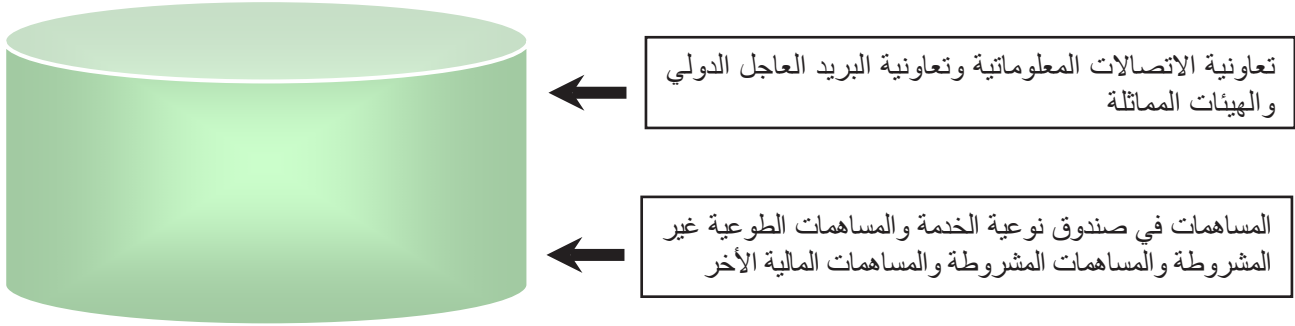 تعاونية الاتصالات المعلوماتية وتعاونية البريد العاجل الدولي
والهيئات المماثلة
المساهمات في صندوق نوعية الخدمة والمساهمات الطوعية غير
المشروطة والمساهمات المشروطة والمساهمات المالية الأخر